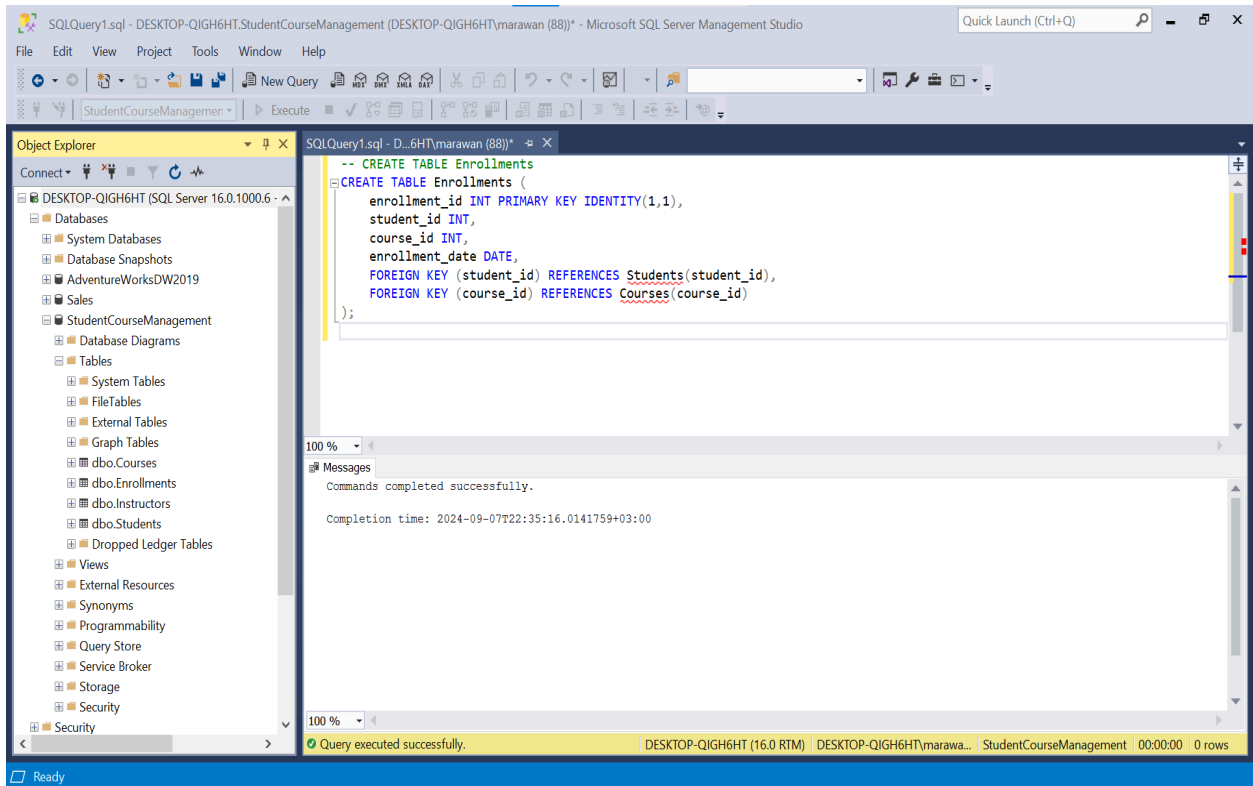 SQLQuery1.sql - DESKTOP-QIGH6HT.StudentCourseManagement (DESKTOP-QIGH6HT\marawan (88))* - Microsoft SQL Server Management Studio
Quick Launch (Ctrl+Q)
File Edit View Project Tools Window Help
New Query MDX DMX XMLA DAX
StudentCourseManagemen Execute
Object Explorer
Connect
DESKTOP-QIGH6HT (SQL Server 16.0.1000.6 -
Databases
System Databases
Database Snapshots
AdventureWorksDW2019
Sales
StudentCourseManagement
Database Diagrams
Tables
System Tables
FileTables
External Tables
Graph Tables
dbo.Courses
dbo.Enrollments
dbo.Instructors
dbo.Students
Dropped Ledger Tables
Views
External Resources
Synonyms
Programmability
Query Store
Service Broker
Storage
Security
Security
SQLQuery1.sql - D...6HT\marawan (88))*
-- CREATE TABLE Enrollments
CREATE TABLE Enrollments (
enrollment_id INT PRIMARY KEY IDENTITY(1,1),
student_id INT,
course_id INT,
enrollment_date DATE,
FOREIGN KEY (student_id) REFERENCES Students(student_id),
FOREIGN KEY (course_id) REFERENCES Courses(course_id)
);
100 %
Messages
Commands completed successfully.
Completion time: 2024-09-07T22:35:16.0141759+03:00
100 %
Query executed successfully. DESKTOP-QIGH6HT (16.0 RTM) DESKTOP-QIGH6HT\marawa... StudentCourseManagement 00:00:00 0 rows
Ready